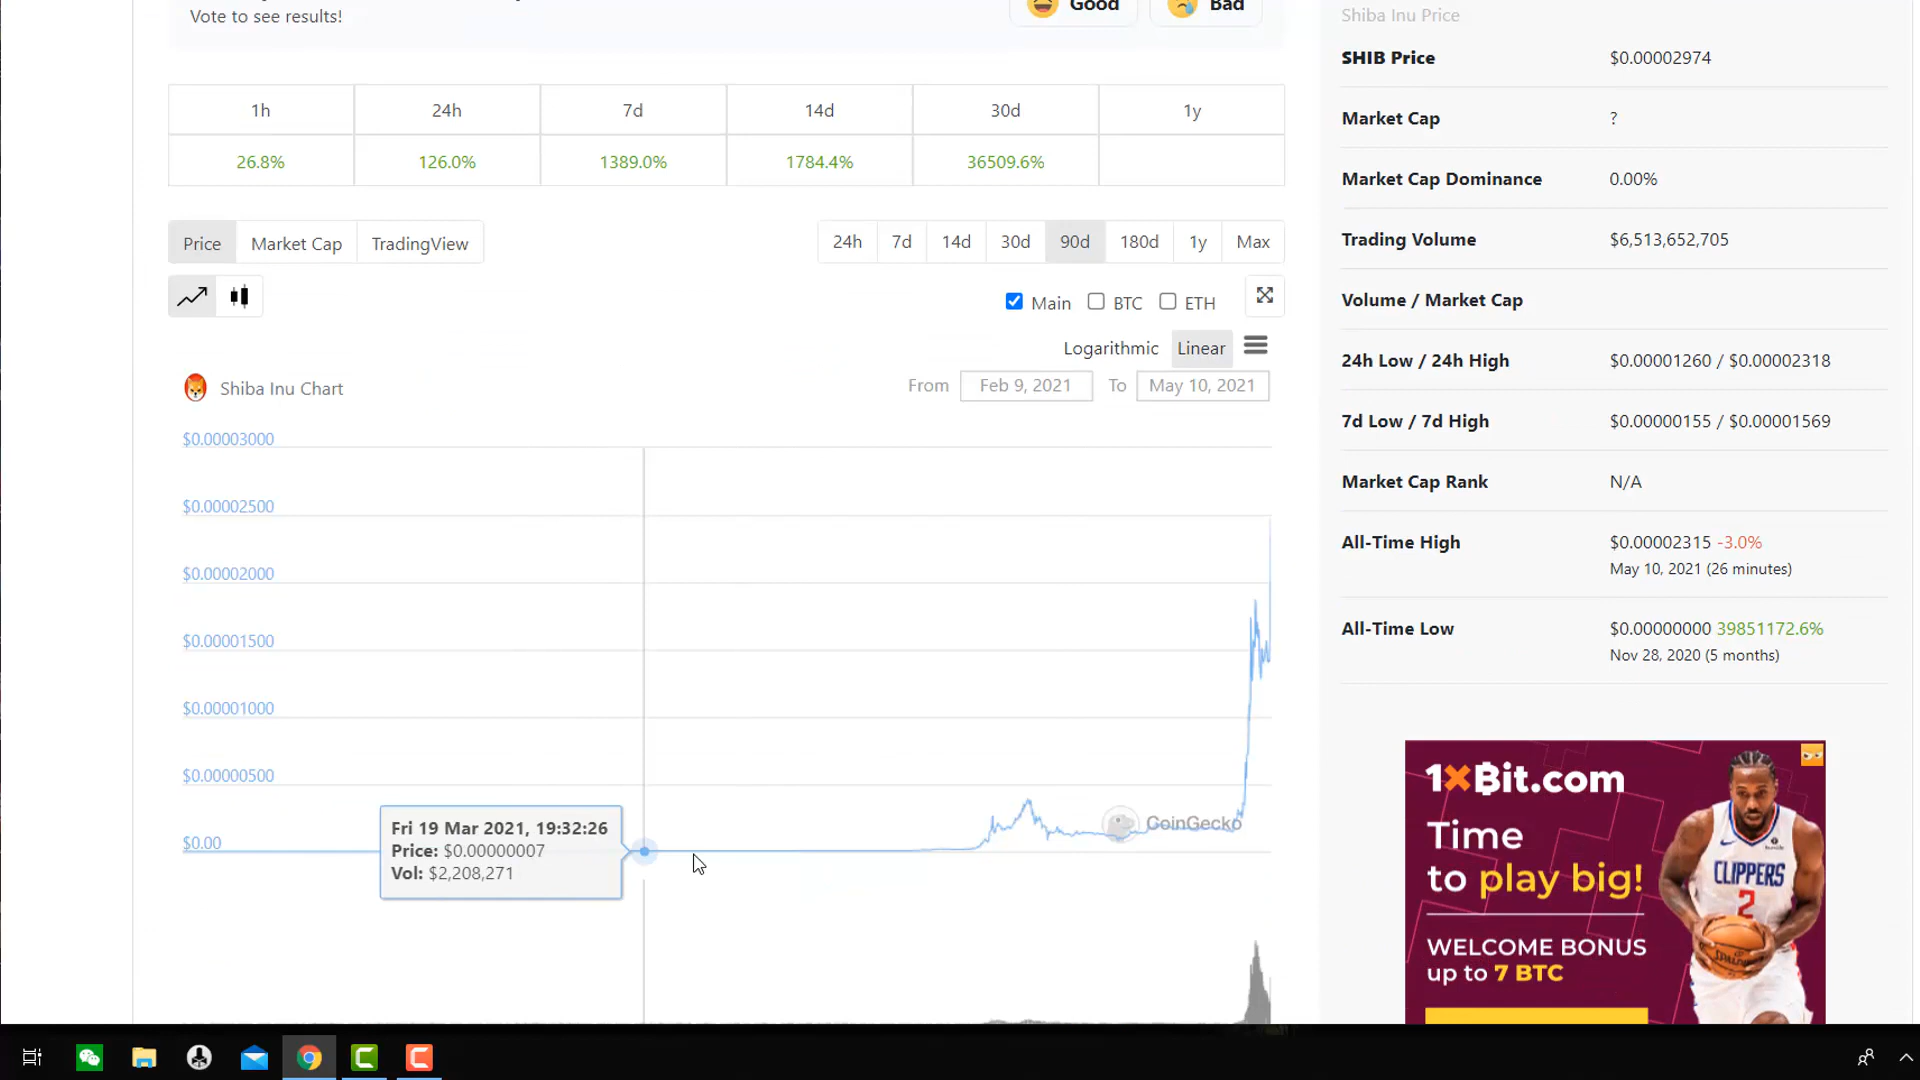 Vote to see results!
Good
Bad
1h 24h 7d 14d 30d 1y
26.8% 126.0% 1389.0% 1784.4% 36509.6%
Price Market Cap TradingView
24h 7d 14d 30d 90d 180d 1y Max
Main BTC ETH
Logarithmic Linear
Shiba Inu Chart
From Feb 9, 2021 To May 10, 2021
$0.00003000
$0.00002500
$0.00002000
$0.00001500
$0.00001000
$0.00000500
$0.00
Fri 19 Mar 2021, 19:32:26
Price: $0.00000007
Vol: $2,208,271
CoinGecko
Shiba Inu Price
SHIB Price $0.00002974
Market Cap ?
Market Cap Dominance 0.00%
Trading Volume $6,513,652,705
Volume / Market Cap
24h Low / 24h High $0.00001260 / $0.00002318
7d Low / 7d High $0.00000155 / $0.00001569
Market Cap Rank N/A
All-Time High $0.00002315 -3.0%
May 10, 2021 (26 minutes)
All-Time Low $0.00000000 39851172.6%
Nov 28, 2020 (5 months)
1xBit.com
Time
to play big!
WELCOME BONUS
up to 7 BTC
CLIPPERS
2